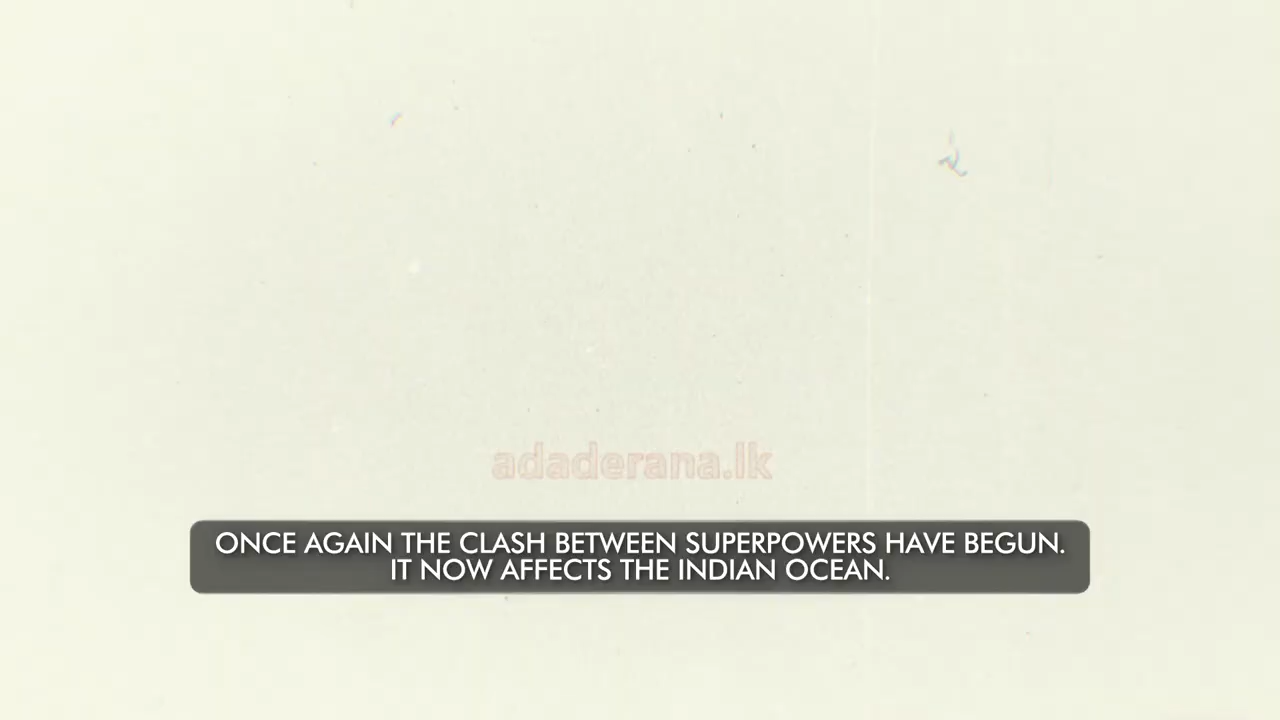 adaderana.lk
ONCE AGAIN THE CLASH BETWEEN SUPERPOWERS HAVE BEGUN.
IT NOW AFFECTS THE INDIAN OCEAN.